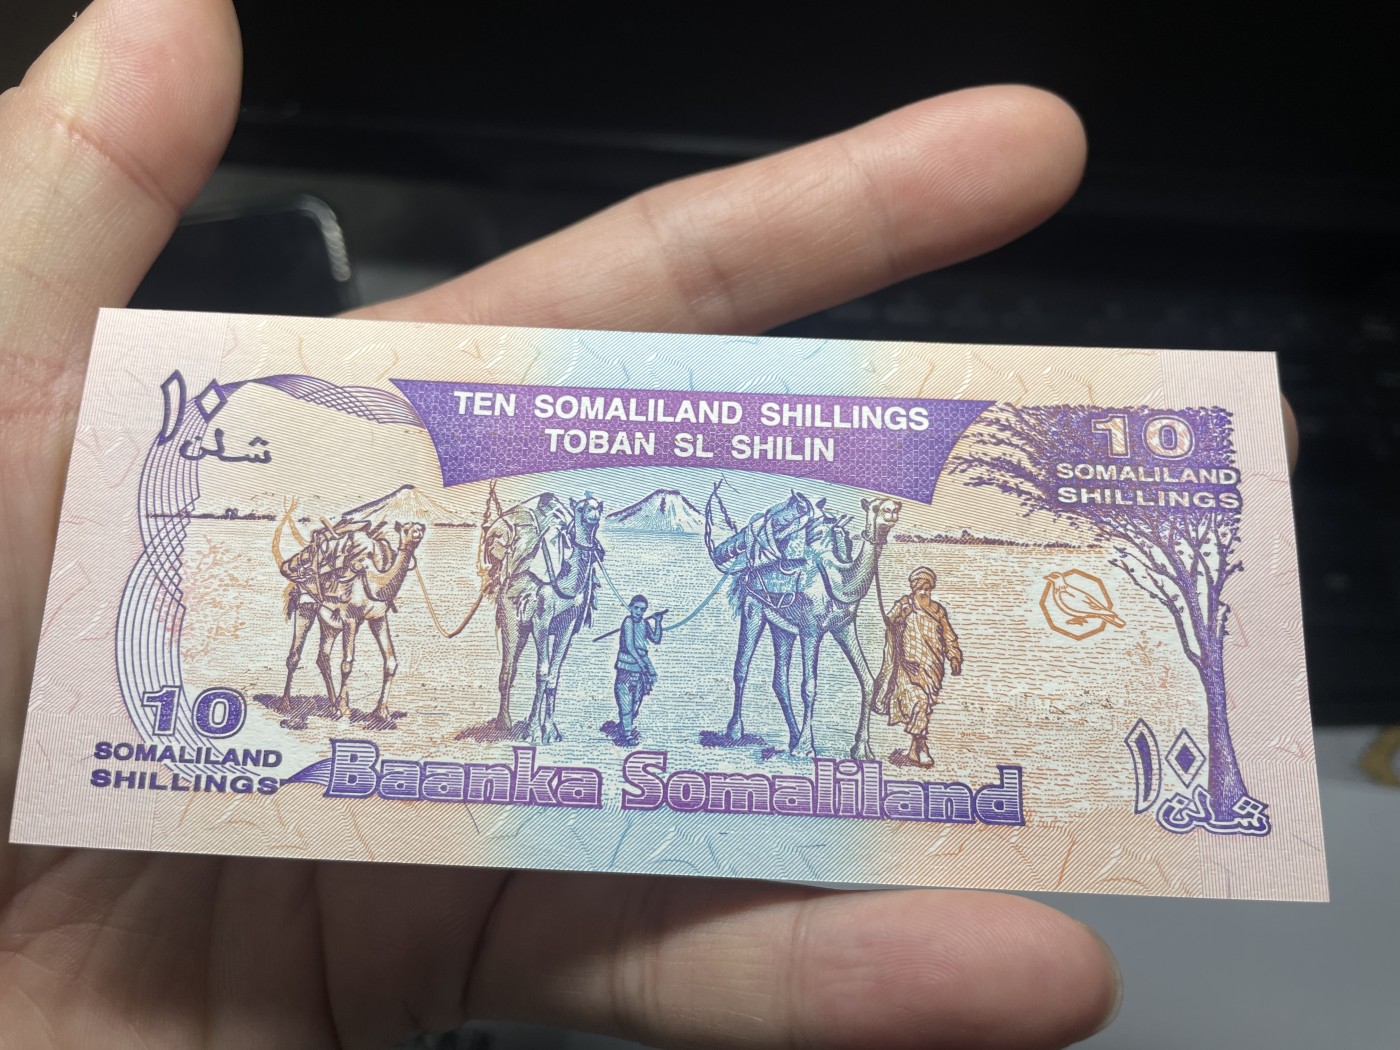 ١٠
شلن
TEN SOMALILAND SHILLINGS
TOBAN SL SHILIN
10
SOMALILAND
SHILLINGS
10
SOMALILAND
SHILLINGS
Baanka Somaliland
١٠
شلن